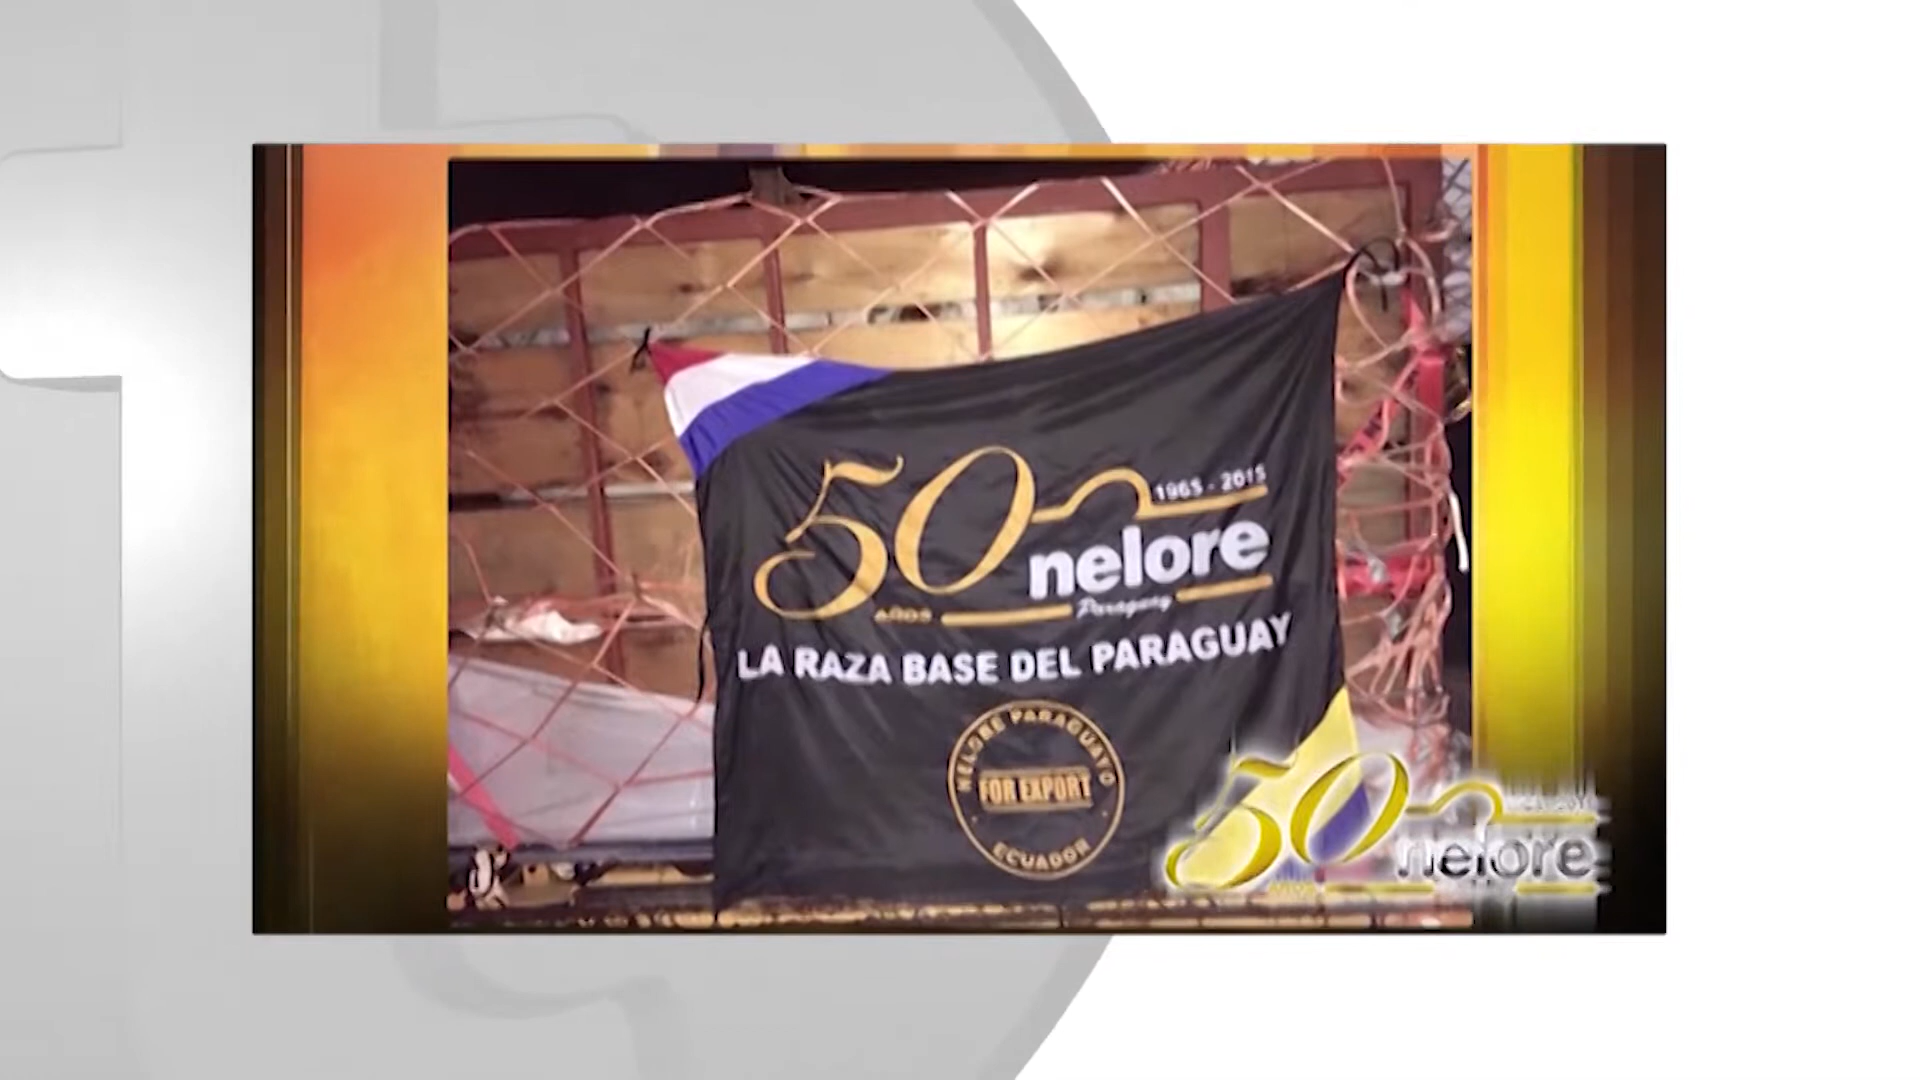 50
1965 - 2015
nelore
AÑOS
Paraguay
LA RAZA BASE DEL PARAGUAY
NELORE PARAGUAYO
FOR EXPORT
ECUADOR
50
nelore